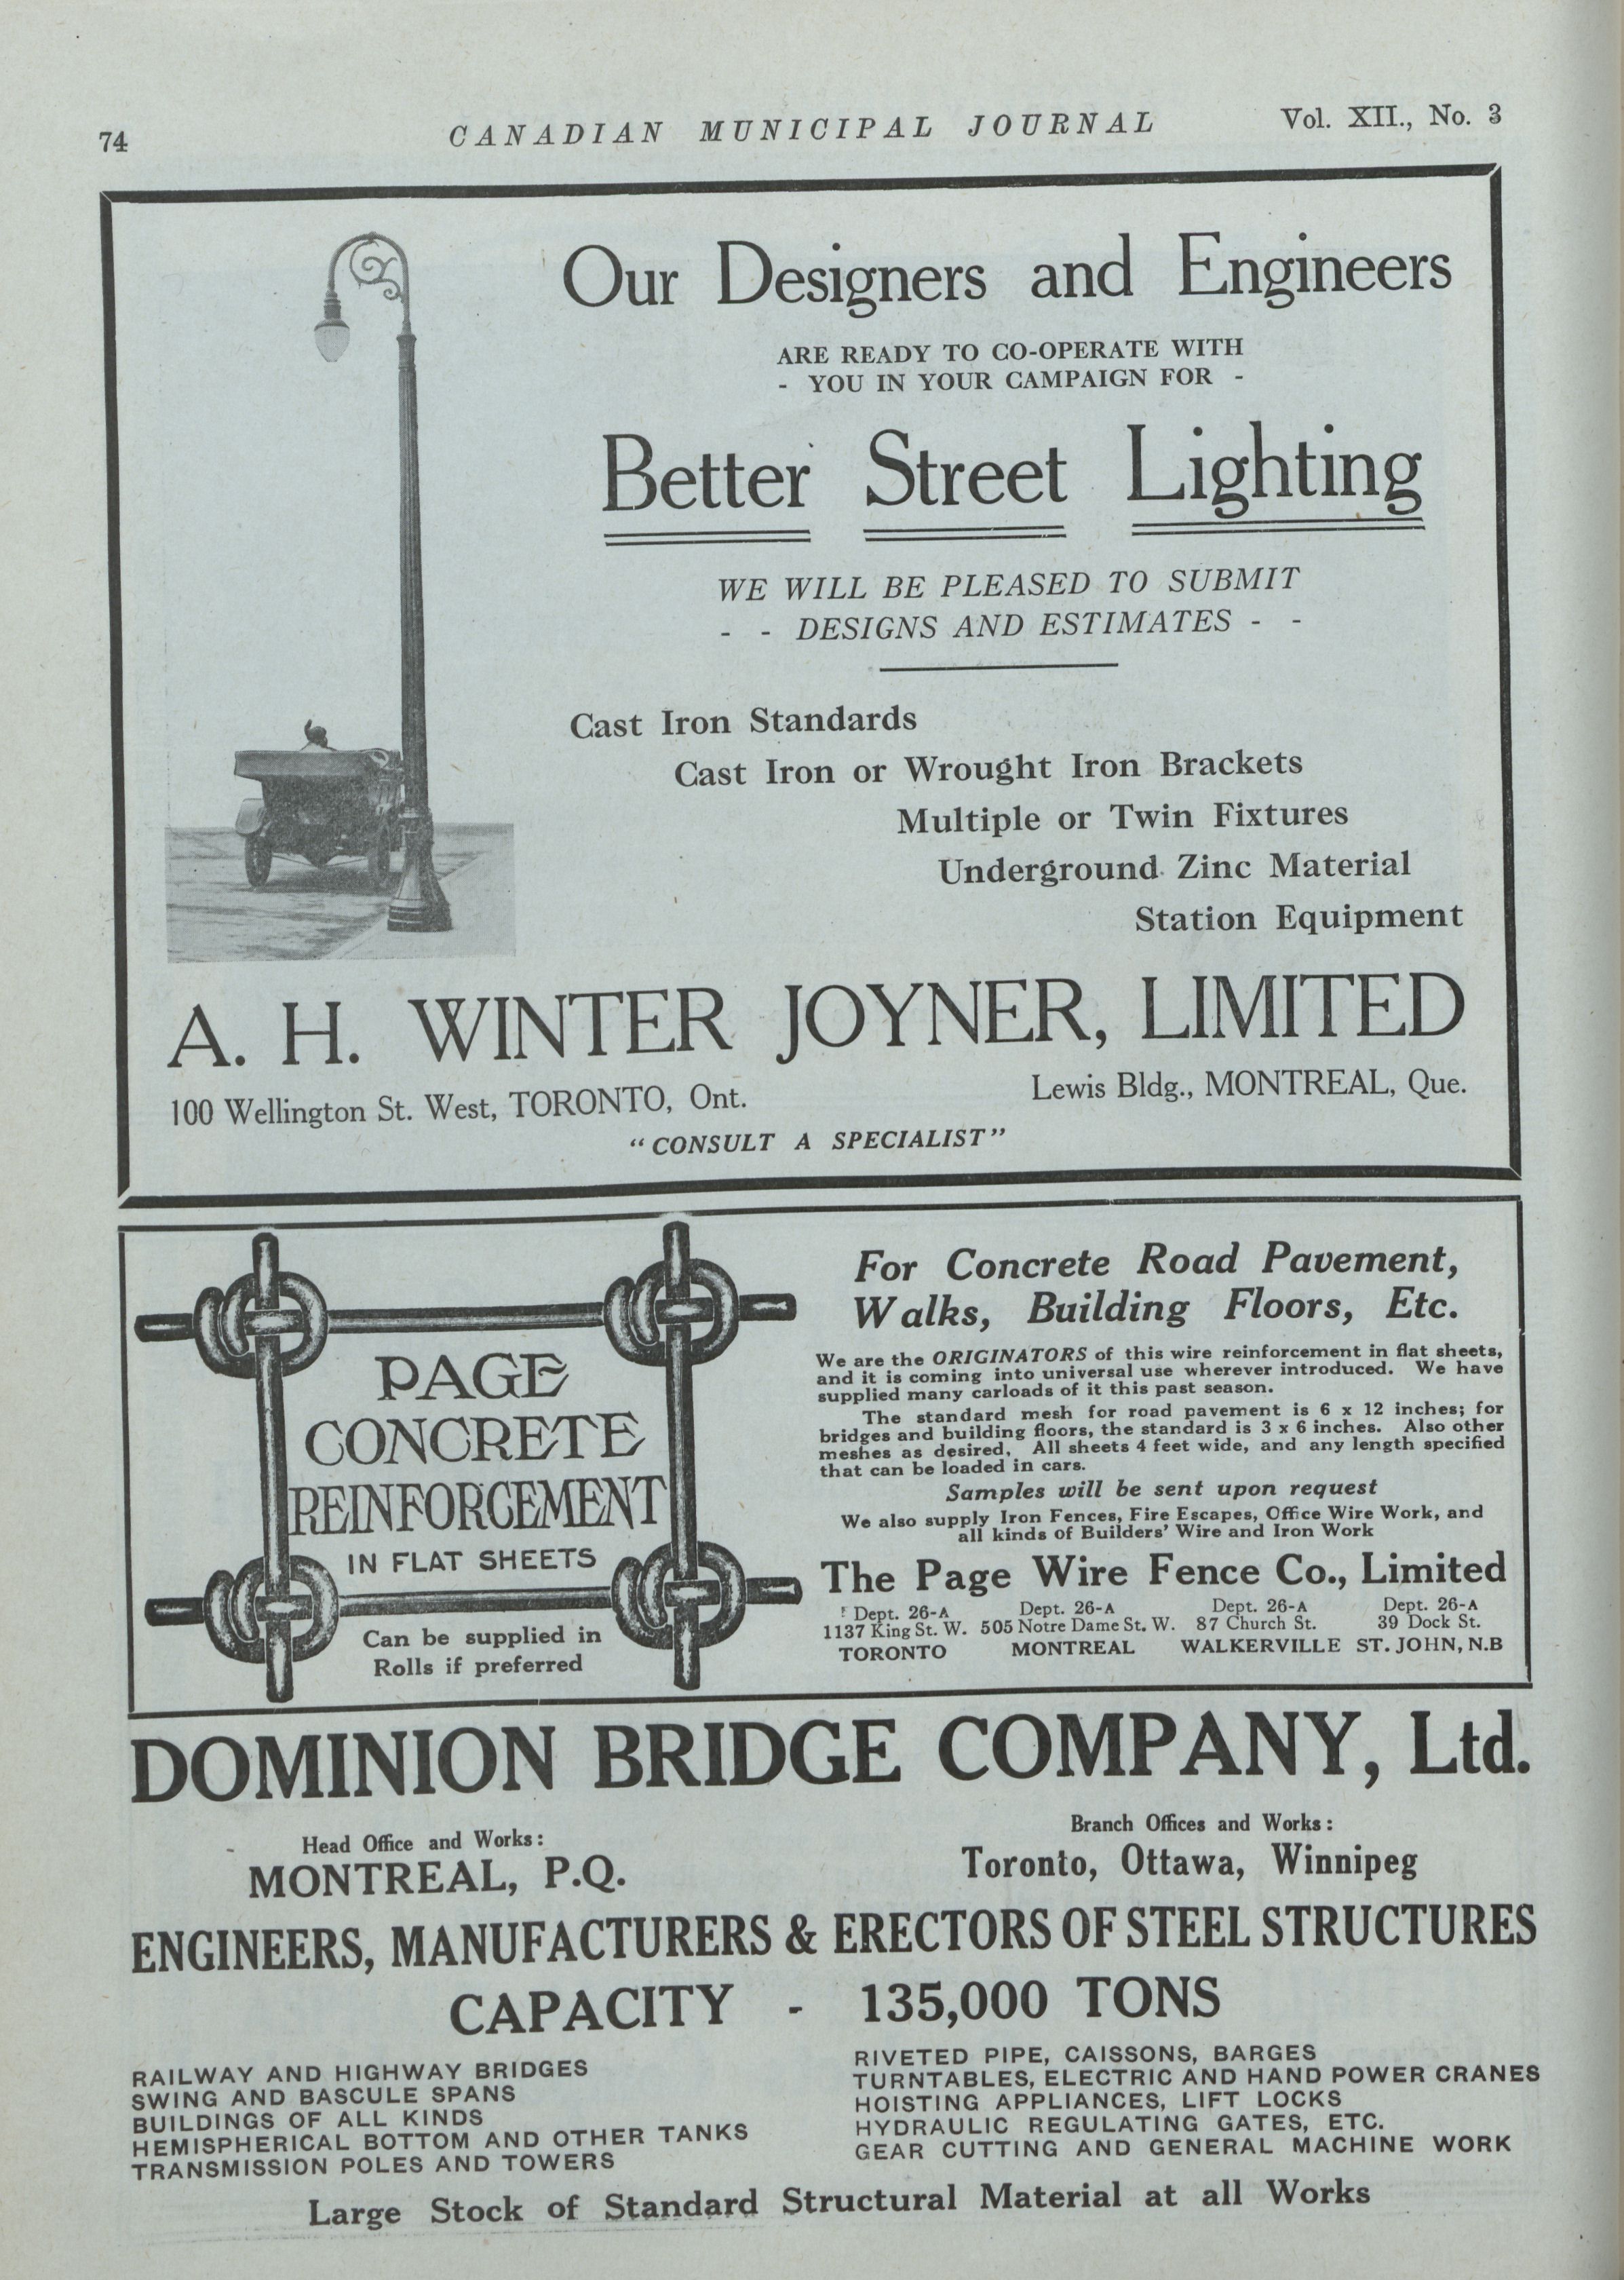 74
CANADIAN MUNICIPAL JOURNAL
Vol. XII., No. 3
Our Designers and Engineers
ARE READY TO CO-OPERATE WITH
- YOU IN YOUR CAMPAIGN FOR -
Better Street Lighting
WE WILL BE PLEASED TO SUBMIT
- - DESIGNS AND ESTIMATES - -
Cast Iron Standards
Cast Iron or Wrought Iron Brackets
Multiple or Twin Fixtures
Underground Zinc Material
Station Equipment
A. H. WINTER JOYNER, LIMITED
100 Wellington St. West, TORONTO, Ont.
Lewis Bldg., MONTREAL, Que.
"CONSULT A SPECIALIST"
PAGE
CONCRETE
REINFORCEMENT
IN FLAT SHEETS
Can be supplied in
Rolls if preferred
For Concrete Road Pavement,
Walks, Building Floors, Etc.
We are the ORIGINATORS of this wire reinforcement in flat sheets,
and it is coming into universal use wherever introduced. We have
supplied many carloads of it this past season.
The standard mesh for road pavement is 6 x 12 inches; for
bridges and building floors, the standard is 3 x 6 inches. Also other
meshes as desired, All sheets 4 feet wide, and any length specified
that can be loaded in cars.
Samples will be sent upon request
We also supply Iron Fences, Fire Escapes, Office Wire Work, and
all kinds of Builders' Wire and Iron Work
The Page Wire Fence Co., Limited
Dept. 26-A Dept. 26-A Dept. 26-A Dept. 26-A
1137 King St. W. 505 Notre Dame St. W. 87 Church St. 39 Dock St.
TORONTO MONTREAL WALKERVILLE ST. JOHN, N.B
DOMINION BRIDGE COMPANY, Ltd.
Head Office and Works:
MONTREAL, P.Q.
Branch Offices and Works:
Toronto, Ottawa, Winnipeg
ENGINEERS, MANUFACTURERS & ERECTORS OF STEEL STRUCTURES
CAPACITY - 135,000 TONS
RAILWAY AND HIGHWAY BRIDGES
SWING AND BASCULE SPANS
BUILDINGS OF ALL KINDS
HEMISPHERICAL BOTTOM AND OTHER TANKS
TRANSMISSION POLES AND TOWERS
RIVETED PIPE, CAISSONS, BARGES
TURNTABLES, ELECTRIC AND HAND POWER CRANES
HOISTING APPLIANCES, LIFT LOCKS
HYDRAULIC REGULATING GATES, ETC.
GEAR CUTTING AND GENERAL MACHINE WORK
Large Stock of Standard Structural Material at all Works